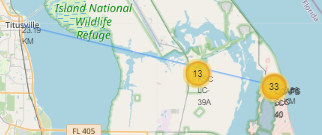 Island National
Wildlife
Refuge
Titusville
23.19
KM
13
LC-
39A
33
40
FL 405